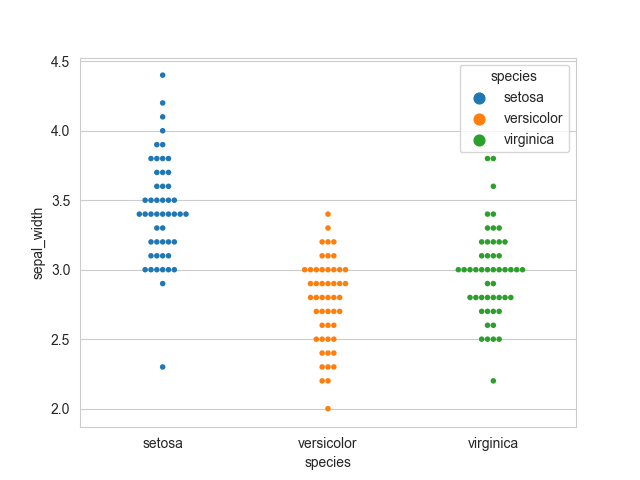 4.5
4.0
3.5
3.0
2.5
2.0
sepal_width
species
setosa
versicolor
virginica
setosa
versicolor
virginica
species